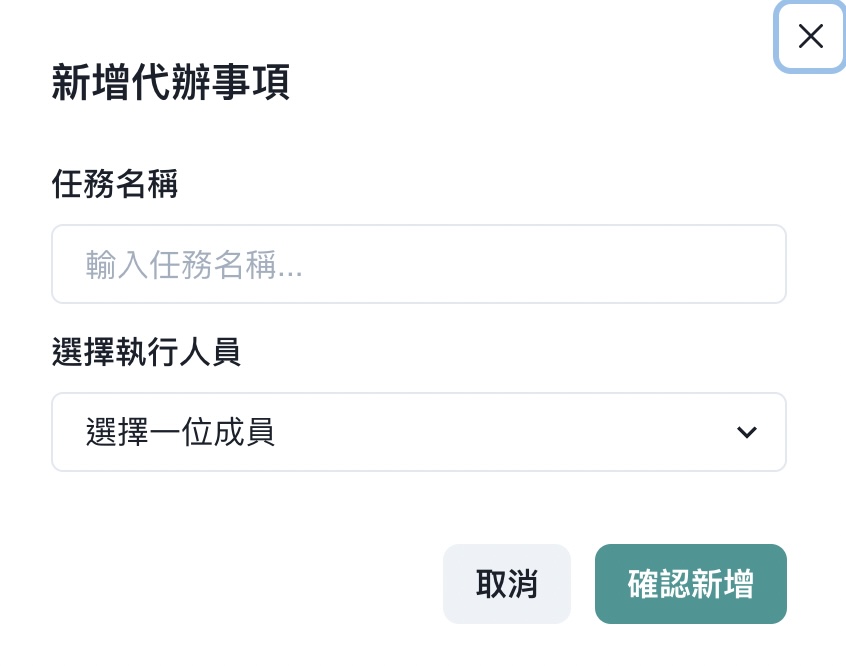 新增代辦事項
任務名稱
輸入任務名稱...
選擇執行人員
選擇一位成員
取消
確認新增